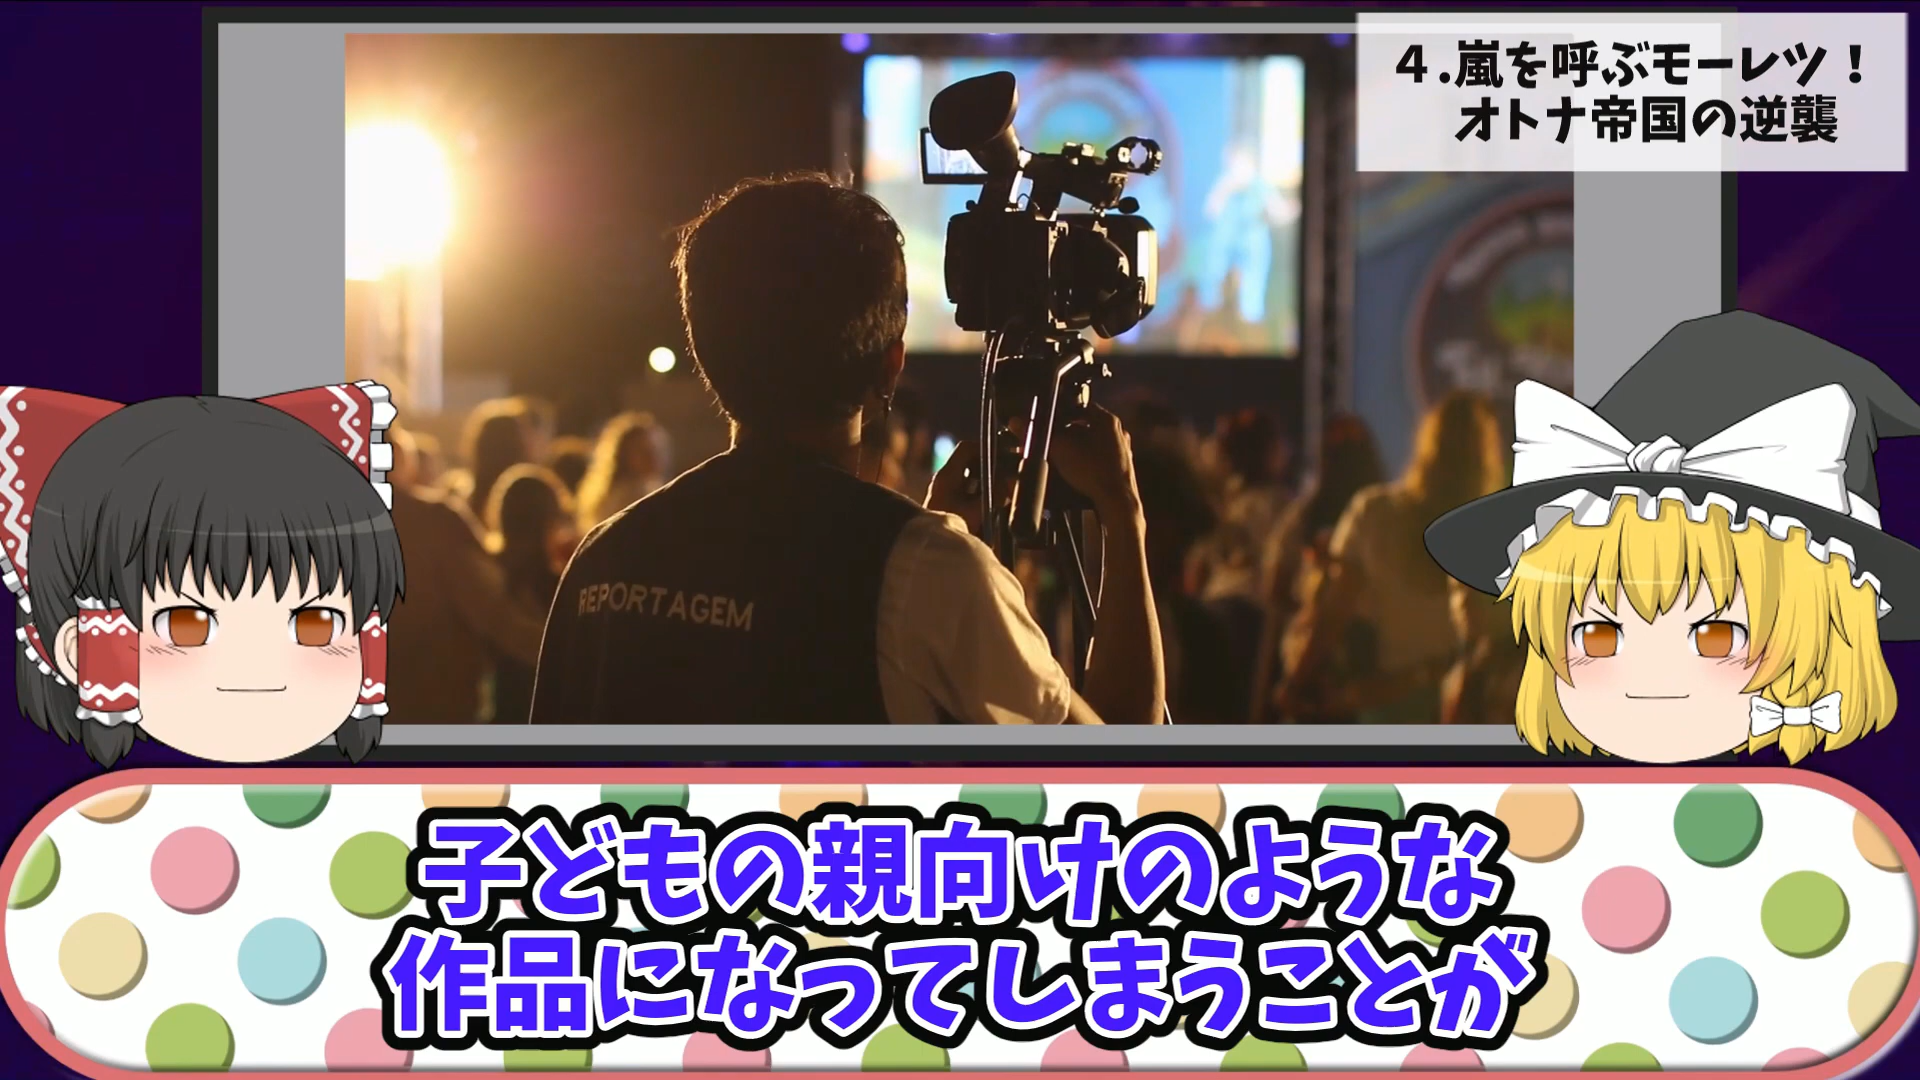 ４.嵐を呼ぶモーレツ！
オトナ帝国の逆襲
REPORTAGEM
子どもの親向けのような
作品になってしまうことが